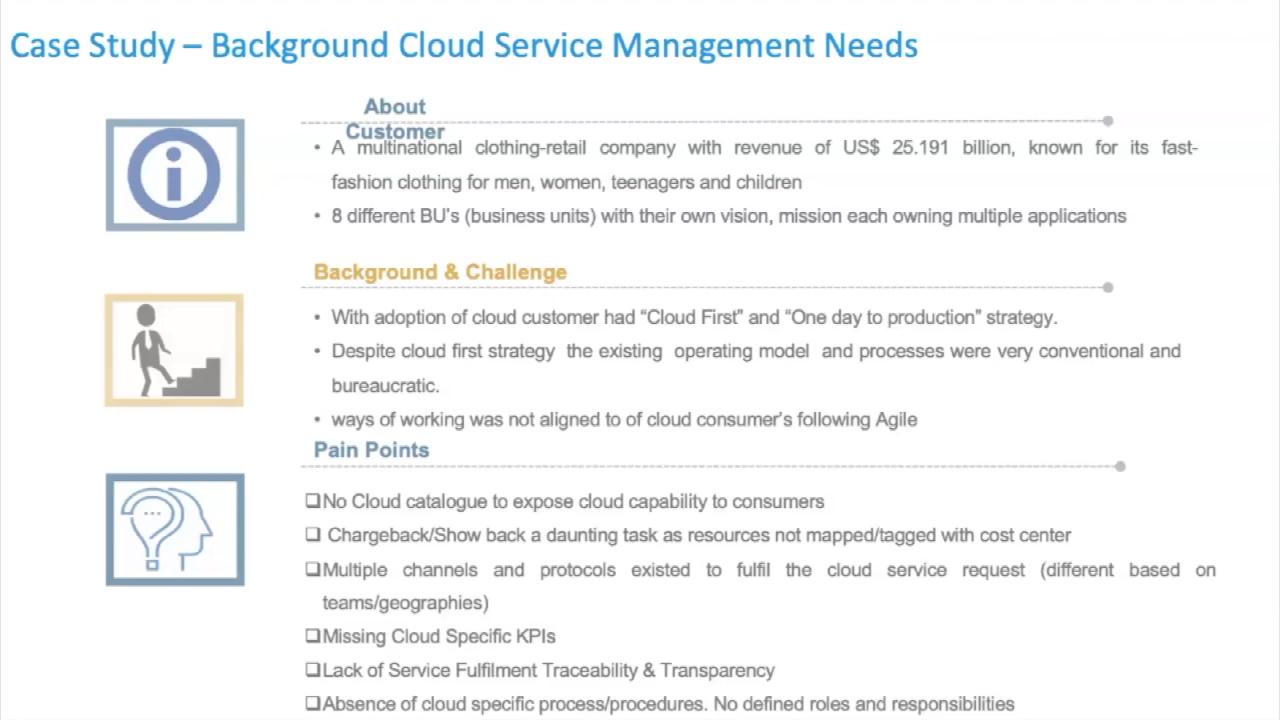 Case Study – Background Cloud Service Management Needs
About
Customer
• A multinational clothing-retail company with revenue of US$ 25.191 billion, known for its fast-
fashion clothing for men, women, teenagers and children
• 8 different BU's (business units) with their own vision, mission each owning multiple applications
Background & Challenge
• With adoption of cloud customer had “Cloud First” and “One day to production” strategy.
• Despite cloud first strategy the existing operating model and processes were very conventional and
bureaucratic.
• ways of working was not aligned to of cloud consumer's following Agile
Pain Points
❑No Cloud catalogue to expose cloud capability to consumers
❑ Chargeback/Show back a daunting task as resources not mapped/tagged with cost center
❑Multiple channels and protocols existed to fulfil the cloud service request (different based on
teams/geographies)
❑Missing Cloud Specific KPIs
❑Lack of Service Fulfilment Traceability & Transparency
❑Absence of cloud specific process/procedures. No defined roles and responsibilities